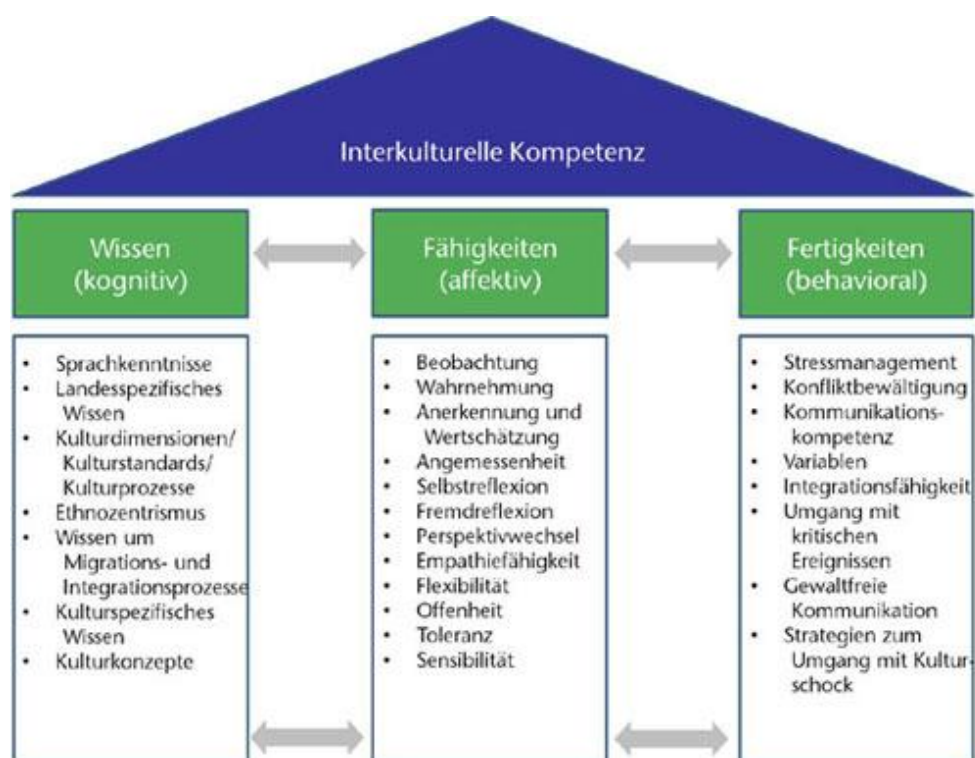 Interkulturelle Kompetenz
Wissen
(kognitiv)
Fähigkeiten
(affektiv)
Fertigkeiten
(behavioral)
• Sprachkenntnisse
• Landesspezifisches
Wissen
• Kulturdimensionen/
Kulturstandards/
Kulturprozesse
• Ethnozentrismus
• Wissen um
Migrations- und
Integrationsprozesse
• Kulturspezifisches
Wissen
• Kulturkonzepte
• Beobachtung
• Wahrnehmung
• Anerkennung und
Wertschätzung
• Angemessenheit
• Selbstreflexion
• Fremdreflexion
• Perspektivwechsel
• Empathiefähigkeit
• Flexibilität
• Offenheit
• Toleranz
• Sensibilität
• Stressmanagement
• Konfliktbewältigung
• Kommunikations-
kompetenz
• Variablen
• Integrationsfähigkeit
• Umgang mit
kritischen
Ereignissen
• Gewaltfreie
Kommunikation
• Strategien zum
Umgang mit Kultur-
schock